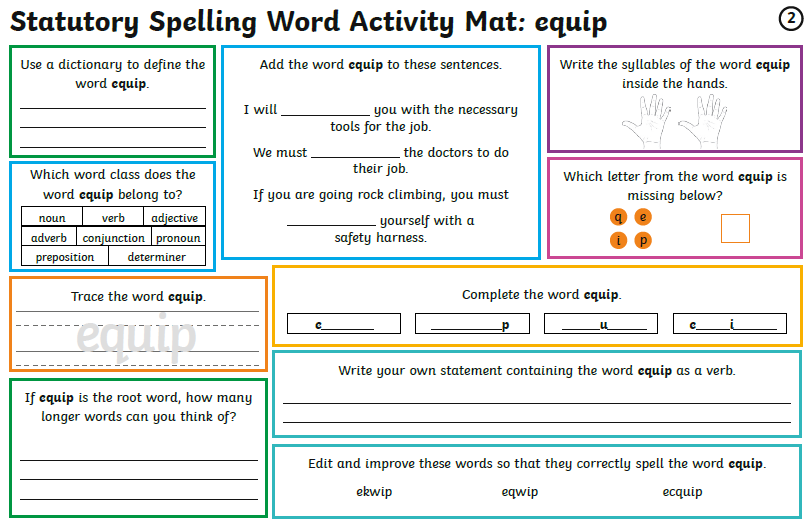 Statutory Spelling Word Activity Mat: equip
2
Use a dictionary to define the
word equip.
Add the word equip to these sentences.
I will ____________ you with the necessary
tools for the job.
We must ____________ the doctors to do
their job.
If you are going rock climbing, you must
____________ yourself with a
safety harness.
Write the syllables of the word equip
inside the hands.
Which word class does the
word equip belong to?
noun verb adjective
adverb conjunction pronoun
preposition determiner
Which letter from the word equip is
missing below?
q e
i p
Trace the word equip.
equip
Complete the word equip.
e________ ____________p ______u______ e_____i_______
If equip is the root word, how many
longer words can you think of?
Write your own statement containing the word equip as a verb.
Edit and improve these words so that they correctly spell the word equip.
ekwip eqwip ecquip